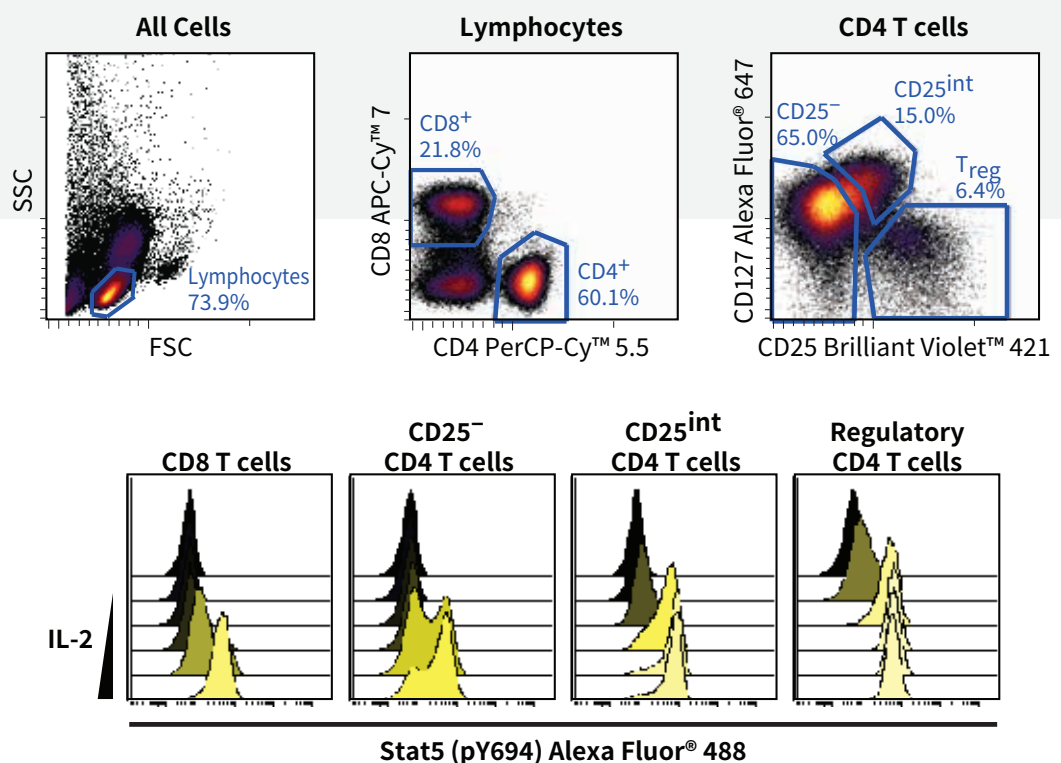 All Cells
SSC
Lymphocytes
73.9%
FSC
Lymphocytes
CD8 APC-Cy™ 7
CD8⁺
21.8%
CD4⁺
60.1%
CD4 PerCP-Cy™ 5.5
CD4 T cells
CD127 Alexa Fluor® 647
CD25⁻
65.0%
CD25int
15.0%
Treg
6.4%
CD25 Brilliant Violet™ 421
CD8 T cells
CD25⁻
CD4 T cells
CD25int
CD4 T cells
Regulatory
CD4 T cells
IL-2
Stat5 (pY694) Alexa Fluor® 488